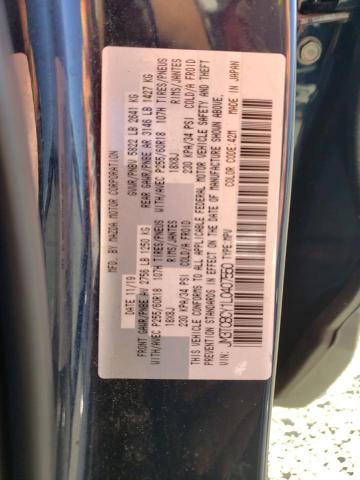 MFD. BY MAZDA MOTOR CORPORATION
DATE 11/19 GVWR/PNBV 5822 LB 2641 KG
FRONT GAWR/PNBE AV 2756 LB 1250 KG REAR GAWR/PNBE AR 3146 LB 1427 KG
WITH/AVEC P255/60R18 107H TIRES/PNEUS WITH/AVEC P255/60R18 107H TIRES/PNEUS
18X8J RIMS/JANTES 18X8J RIMS/JANTES
230 KPA/34 PSI COLD/A FROID 230 KPA/34 PSI COLD/A FROID
THIS VEHICLE CONFORMS TO ALL APPLICABLE FEDERAL MOTOR VEHICLE SAFETY AND THEFT
PREVENTION STANDARDS IN EFFECT ON THE DATE OF MANUFACTURE SHOWN ABOVE.
VIN: TYPE: MPV COLOR CODE: 42M MADE IN JAPAN